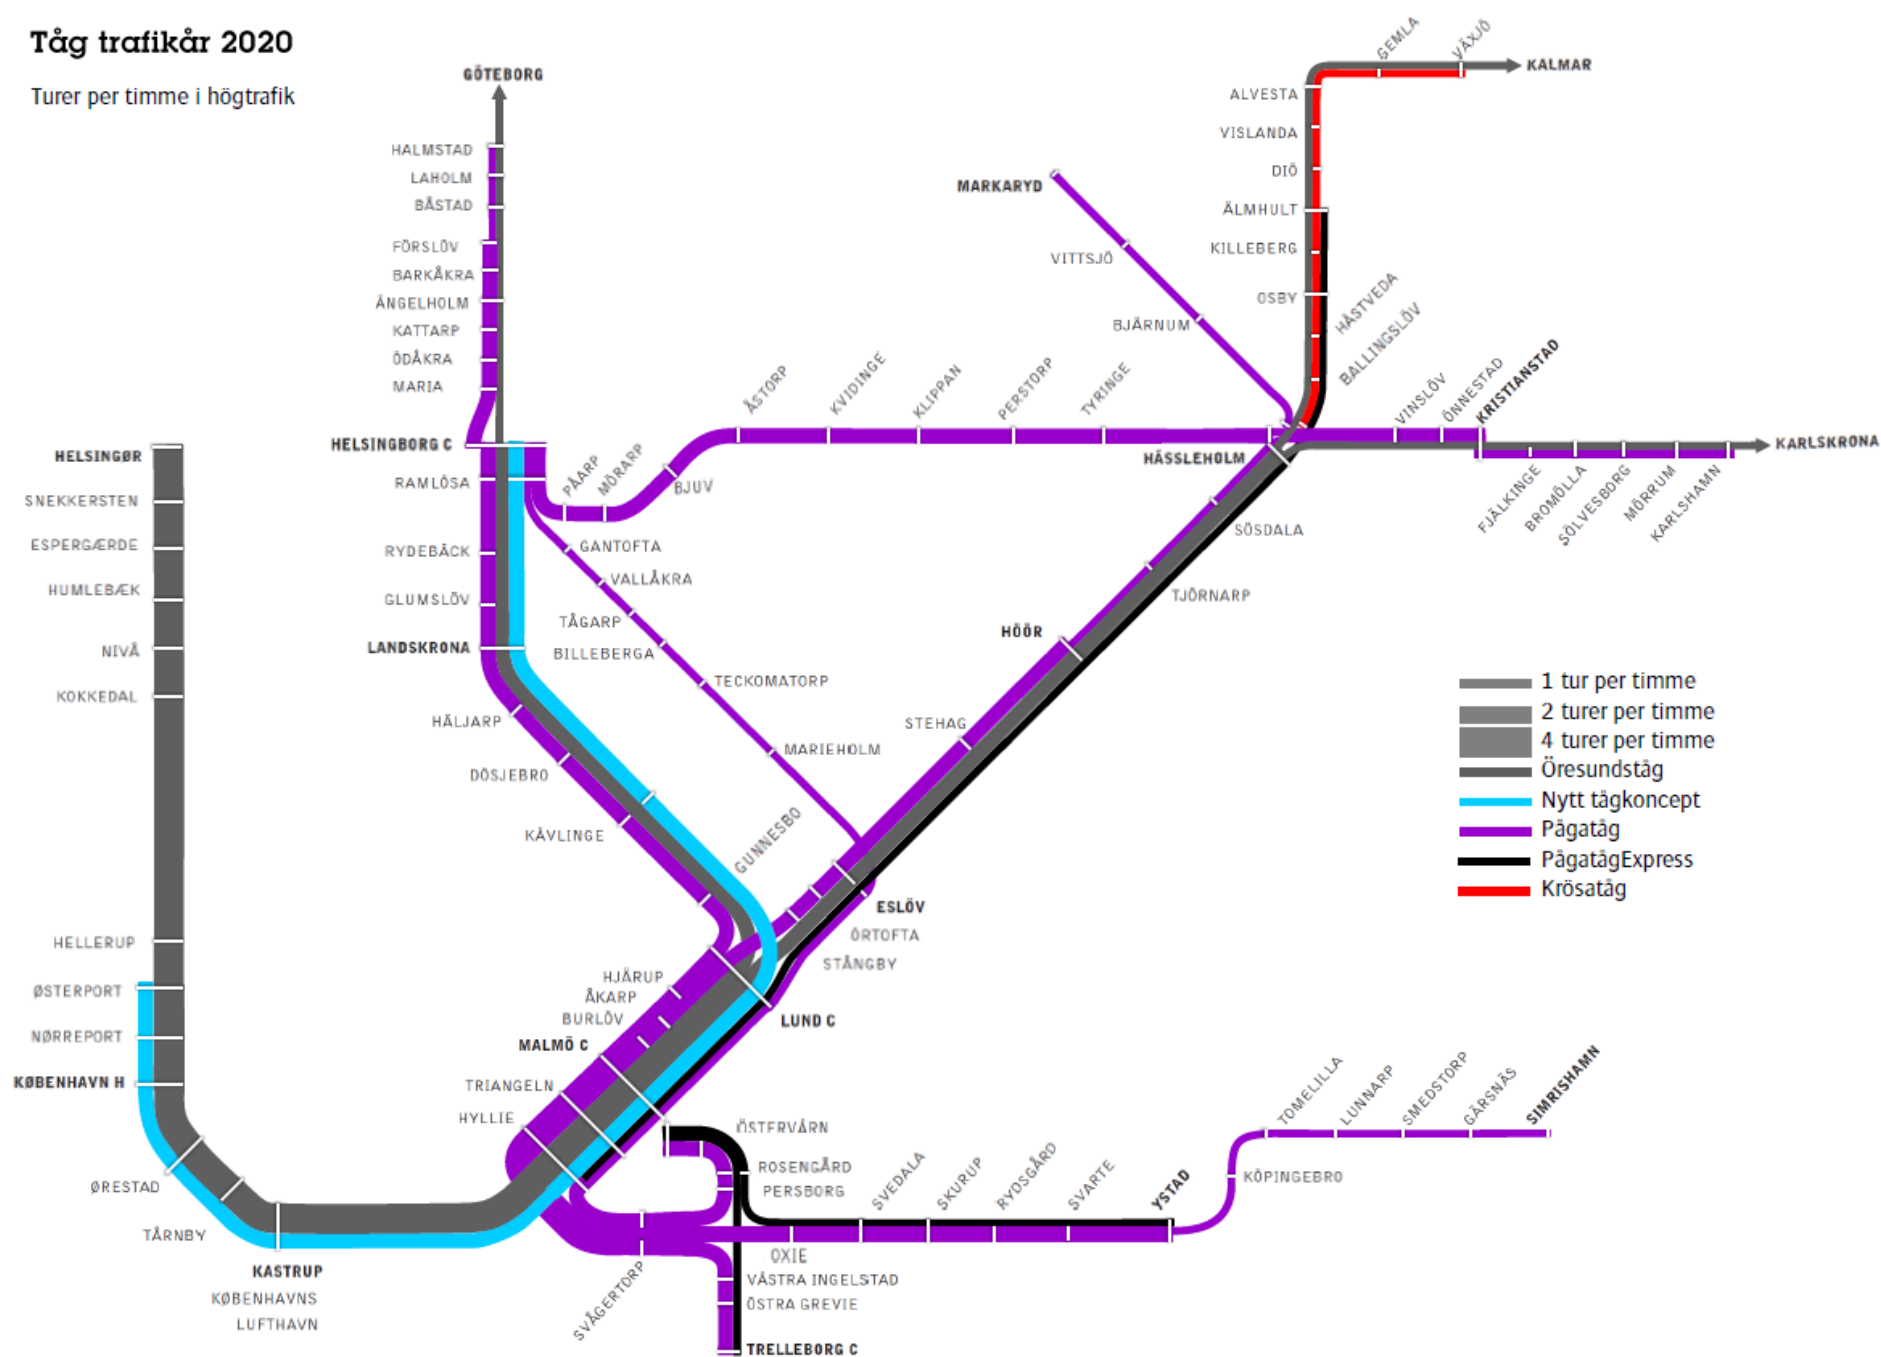 Tåg trafikår 2020
Turer per timme i högtrafik
GÖTEBORG
HALMSTAD
LAHOLM
BÅSTAD
FÖRSLÖV
BARKÅKRA
ÄNGELHOLM
KATTARP
ÖDÅKRA
MARIA
HELSINGBORG C
RAMLÖSA
RYDEBÄCK
GLUMSLÖV
LANDSKRONA
HÄLJARP
DÖSJEBRO
KÄVLINGE
GUNNESBO
HELSINGØR
SNEKKERSTEN
ESPERGÆRDE
HUMLEBÆK
NIVÅ
KOKKEDAL
HELLERUP
ØSTERPORT
NØRREPORT
KØBENHAVN H
ØRESTAD
TÅRNBY
KASTRUP
KØBENHAVNS
LUFTHAVN
PÅARP
MÖRARP
BJUV
ÅSTORP
KVIDINGE
KLIPPAN
PERSTORP
TYRINGE
GANTOFTA
VALLÅKRA
TÅGARP
BILLEBERGA
TECKOMATORP
MARIEHOLM
MARKARYD
VITTSJÖ
BJÄRNUM
HÄSSLEHOLM
GEMLA
VÄXJÖ
KALMAR
ALVESTA
VISLANDA
DIÖ
ÄLMHULT
KILLEBERG
OSBY
HÄSTVEDA
BALLINGSLÖV
VINSLÖV
ÖNNESTAD
KRISTIANSTAD
KARLSKRONA
FJÄLKINGE
BROMÖLLA
SÖLVESBORG
MÖRRUM
KARLSHAMN
SÖSDALA
TJÖRNARP
HÖÖR
STEHAG
ESLÖV
ÖRTOFTA
STÅNGBY
LUND C
HJÄRUP
ÅKARP
BURLÖV
MALMÖ C
TRIANGELN
HYLLIE
SVÅGERTORP
ÖSTERVÄRN
ROSENGÅRD
PERSBORG
OXIE
SVEDALA
SKURUP
RYDSGÅRD
SVARTE
YSTAD
KÖPINGEBRO
TOMELILLA
LUNNARP
SMEDSTORP
GÄRSNÄS
SIMRISHAMN
VÄSTRA INGELSTAD
ÖSTRA GREVIE
TRELLEBORG C
1 tur per timme
2 turer per timme
4 turer per timme
Öresundståg
Nytt tågkoncept
Pågatåg
PågatågExpress
Krösatåg